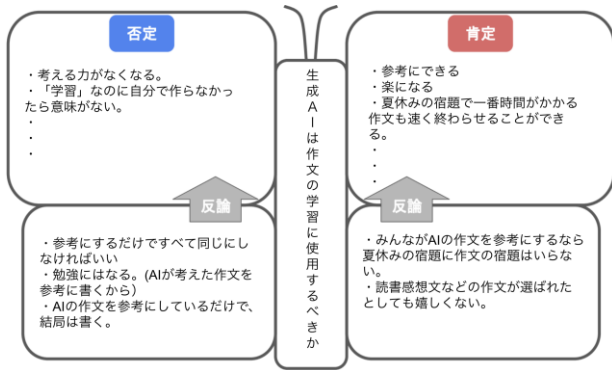 否定
・考える力がなくなる。
・「学習」なのに自分で作らなかっ
たら意味がない。
・
・
・
反論
・参考にするだけですべて同じにし
なければいい
・勉強にはなる。(AIが考えた作文を
参考に書くから）
・AIの作文を参考にしているだけで、
結局は書く。
生成AIは作文の学習に使用するべきか
肯定
・参考にできる
・楽になる
・夏休みの宿題で一番時間がかかる
作文も速く終わらせることができ
る。
・
・
・
反論
・みんながAIの作文を参考にするなら
夏休みの宿題に作文の宿題はいらな
い。
・読書感想文などの作文が選ばれた
としても嬉しくない。